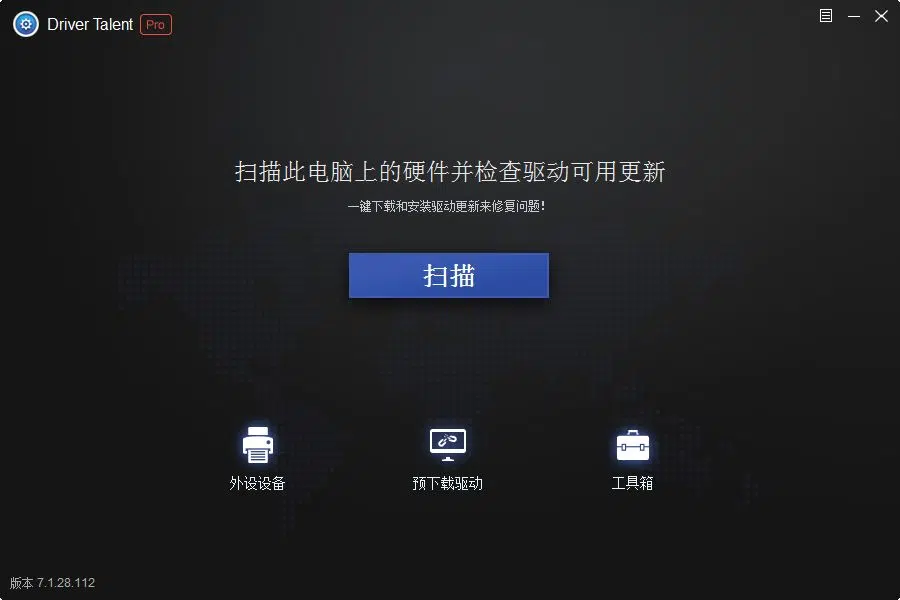 Driver Talent Pro
扫描此电脑上的硬件并检查驱动可用更新
一键下载和安装驱动更新来修复问题!
扫描
外设设备 预下载驱动 工具箱
版本 7.1.28.112